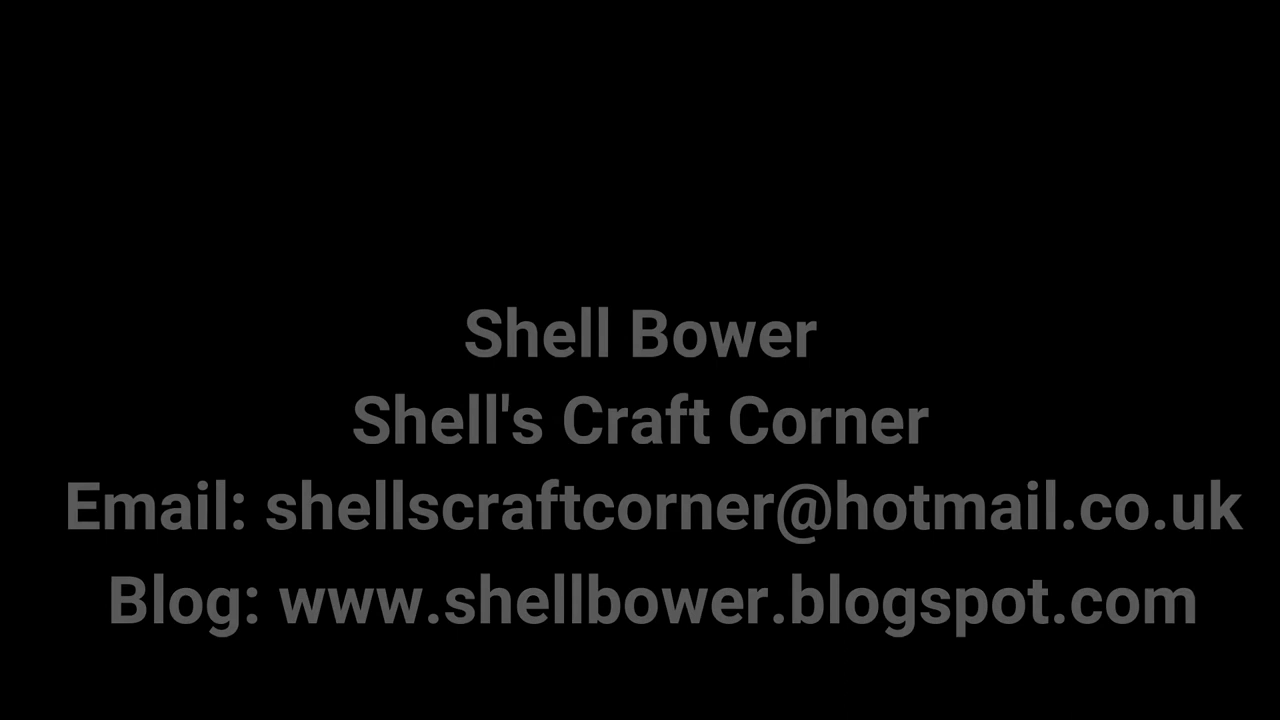 Shell Bower
Shell's Craft Corner
Email: shellscraftcorner@hotmail.co.uk
Blog: www.shellbower.blogspot.com